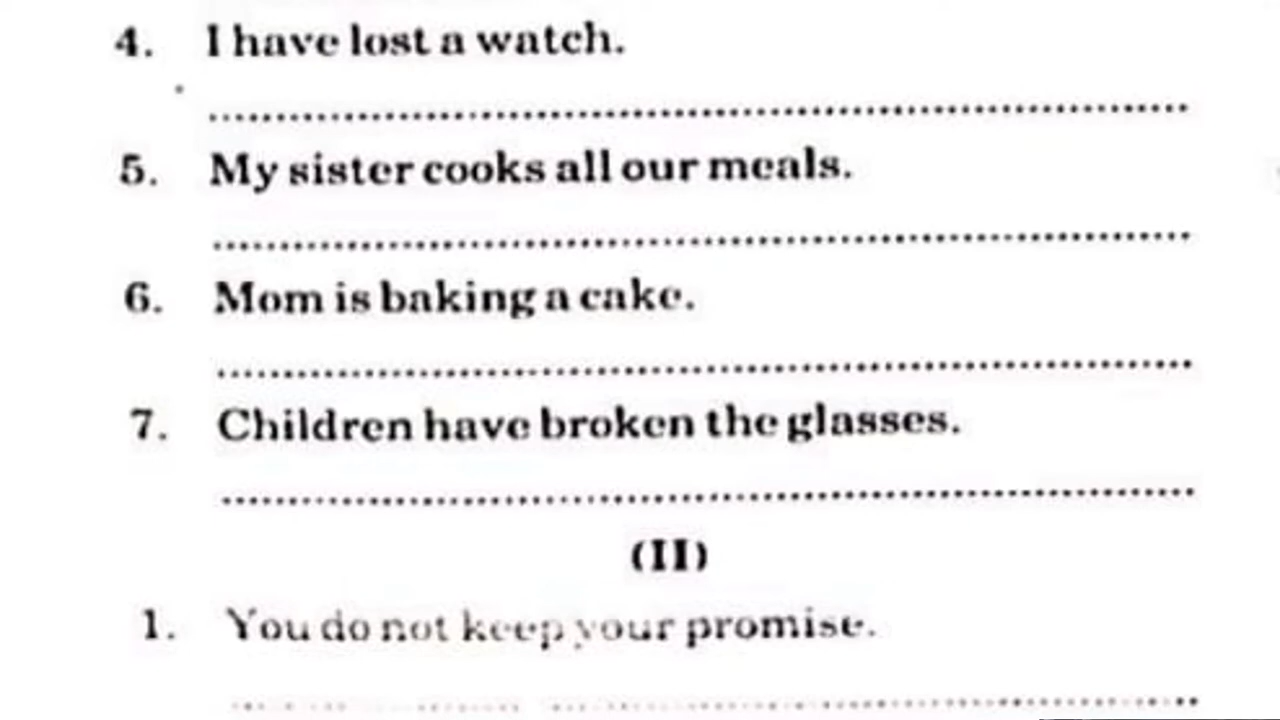 4. I have lost a watch.
5. My sister cooks all our meals.
6. Mom is baking a cake.
7. Children have broken the glasses.
(II)
1. You do not keep your promise.